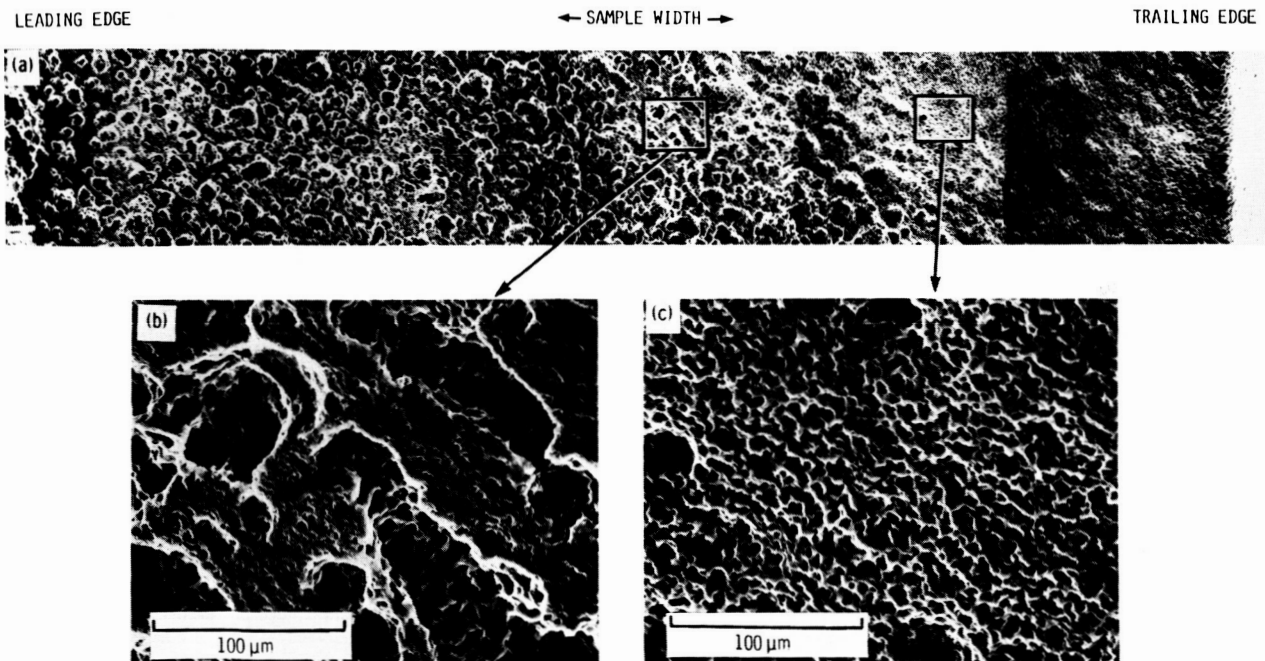 LEADING EDGE
← SAMPLE WIDTH →
TRAILING EDGE
(a)
(b)
(c)
100 µm
100 µm